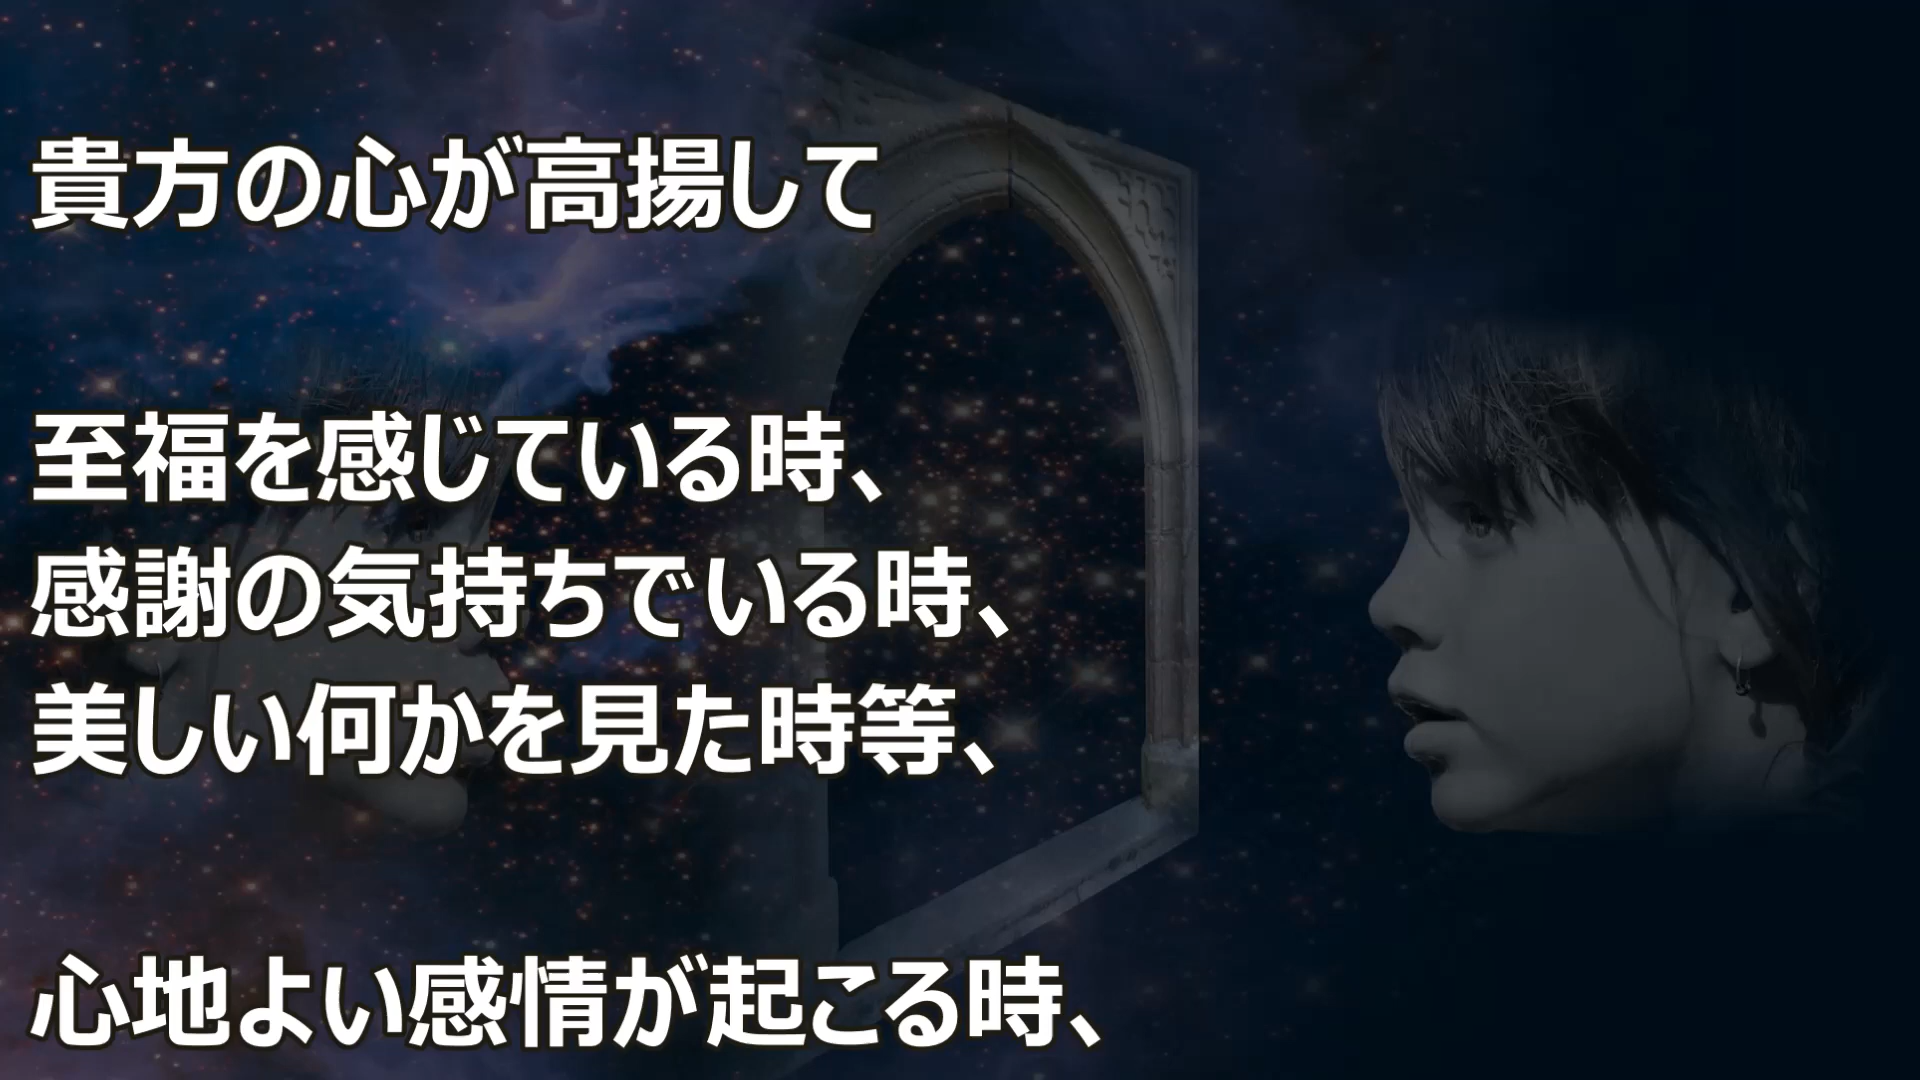 貴方の心が高揚して
至福を感じている時、
感謝の気持ちでいる時、
美しい何かを見た時等、
心地よい感情が起こる時、